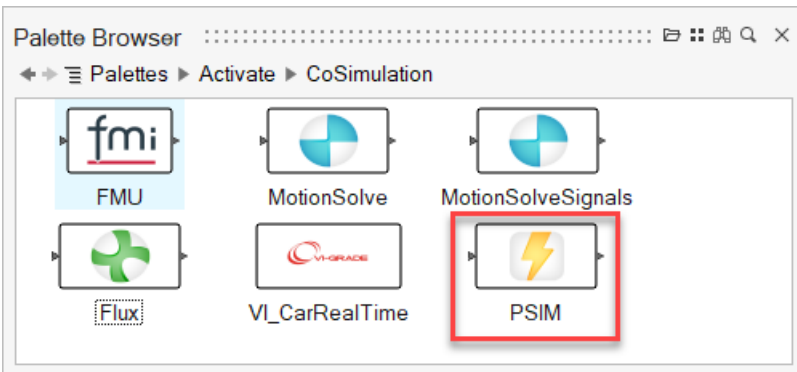 Palette Browser
Palettes Activate CoSimulation
fmi
FMU MotionSolve MotionSolveSignals
VI-GRADE
Flux VI_CarRealTime PSIM